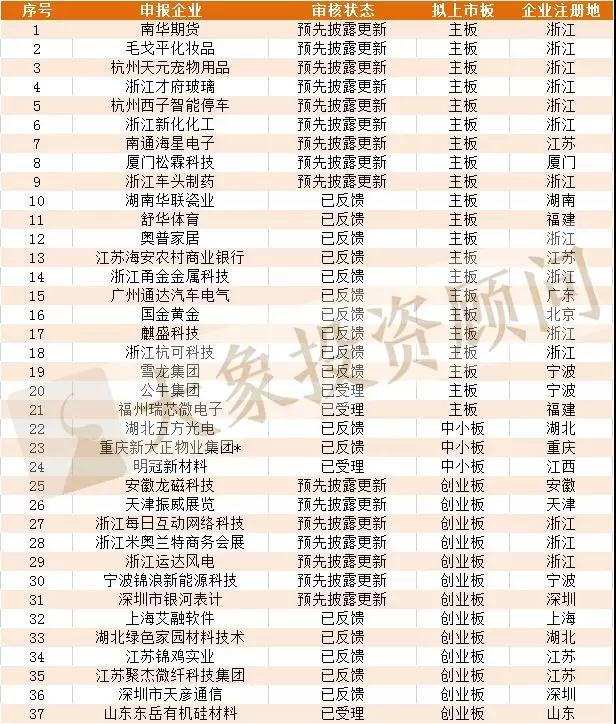 序号 申报企业 审核状态 拟上市板 企业注册地
1 南华期货 预先披露更新 主板 浙江
2 毛戈平化妆品 预先披露更新 主板 浙江
3 杭州天元宠物用品 预先披露更新 主板 浙江
4 浙江才府玻璃 预先披露更新 主板 浙江
5 杭州西子智能停车 预先披露更新 主板 浙江
6 浙江新化化工 预先披露更新 主板 浙江
7 南通海星电子 预先披露更新 主板 江苏
8 厦门松霖科技 预先披露更新 主板 厦门
9 浙江车头制药 预先披露更新 主板 浙江
10 湖南华联瓷业 已反馈 主板 湖南
11 舒华体育 已反馈 主板 福建
12 奥普家居 已反馈 主板 浙江
13 江苏海安农村商业银行 已反馈 主板 江苏
14 浙江甬金金属科技 已反馈 主板 浙江
15 广州通达汽车电气 已反馈 主板 广东
16 国金黄金 已反馈 主板 北京
17 麒盛科技 已反馈 主板 浙江
18 浙江杭可科技 已反馈 主板 浙江
19 雪龙集团 已反馈 主板 宁波
20 公牛集团 已受理 主板 宁波
21 福州瑞芯微电子 已受理 主板 福建
22 湖北五方光电 已反馈 中小板 湖北
23 重庆新大正物业集团* 已反馈 中小板 重庆
24 明冠新材料 已受理 中小板 江西
25 安徽龙磁科技 预先披露更新 创业板 安徽
26 天津振威展览 预先披露更新 创业板 天津
27 浙江每日互动网络科技 预先披露更新 创业板 浙江
28 浙江米奥兰特商务会展 预先披露更新 创业板 浙江
29 浙江运达风电 预先披露更新 创业板 浙江
30 宁波锦浪新能源科技 预先披露更新 创业板 宁波
31 深圳市银河表计 预先披露更新 创业板 深圳
32 上海艾融软件 已反馈 创业板 上海
33 湖北绿色家园材料技术 已反馈 创业板 湖北
34 江苏锦鸡实业 已反馈 创业板 江苏
35 江苏聚杰微纤科技集团 已反馈 创业板 江苏
36 深圳市天彦通信 已反馈 创业板 深圳
37 山东东岳有机硅材料 已受理 创业板 山东
大象投资顾问